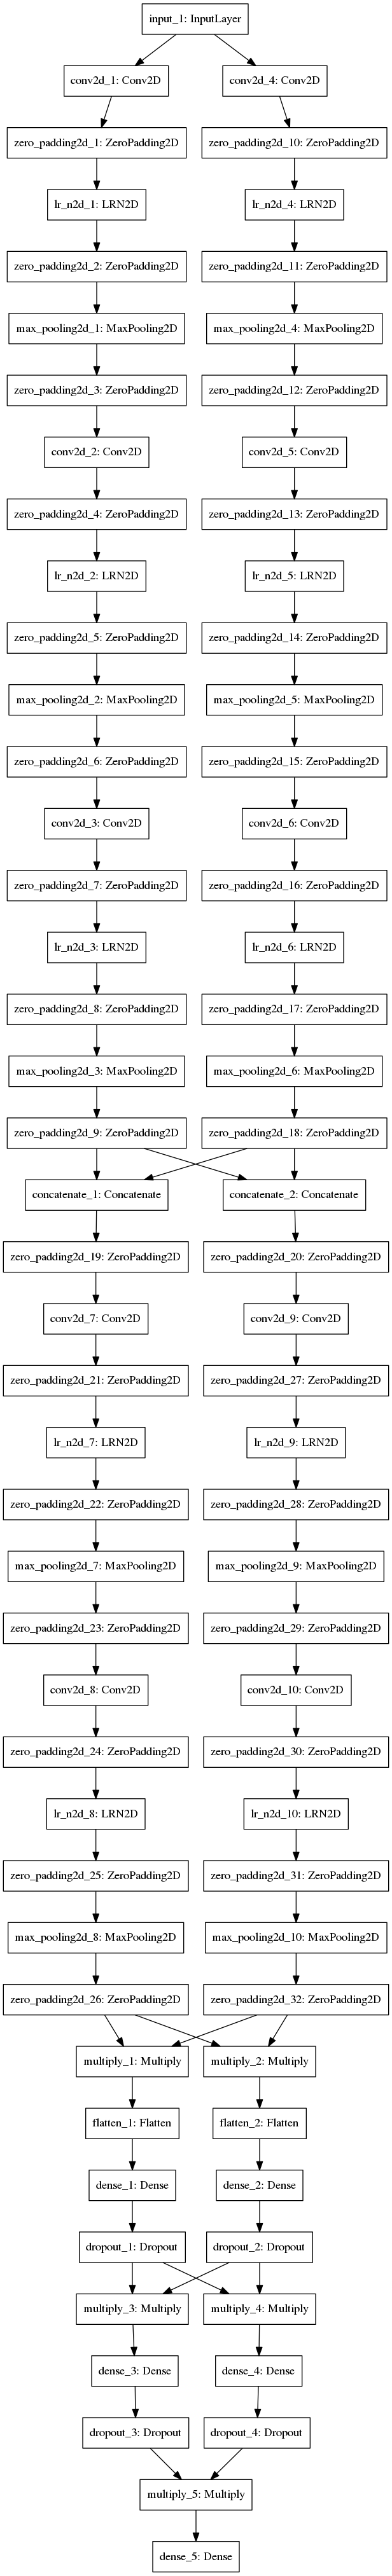 input_1: InputLayer
conv2d_1: Conv2D
conv2d_4: Conv2D
zero_padding2d_1: ZeroPadding2D
zero_padding2d_10: ZeroPadding2D
lr_n2d_1: LRN2D
lr_n2d_4: LRN2D
zero_padding2d_2: ZeroPadding2D
zero_padding2d_11: ZeroPadding2D
max_pooling2d_1: MaxPooling2D
max_pooling2d_4: MaxPooling2D
zero_padding2d_3: ZeroPadding2D
zero_padding2d_12: ZeroPadding2D
conv2d_2: Conv2D
conv2d_5: Conv2D
zero_padding2d_4: ZeroPadding2D
zero_padding2d_13: ZeroPadding2D
lr_n2d_2: LRN2D
lr_n2d_5: LRN2D
zero_padding2d_5: ZeroPadding2D
zero_padding2d_14: ZeroPadding2D
max_pooling2d_2: MaxPooling2D
max_pooling2d_5: MaxPooling2D
zero_padding2d_6: ZeroPadding2D
zero_padding2d_15: ZeroPadding2D
conv2d_3: Conv2D
conv2d_6: Conv2D
zero_padding2d_7: ZeroPadding2D
zero_padding2d_16: ZeroPadding2D
lr_n2d_3: LRN2D
lr_n2d_6: LRN2D
zero_padding2d_8: ZeroPadding2D
zero_padding2d_17: ZeroPadding2D
max_pooling2d_3: MaxPooling2D
max_pooling2d_6: MaxPooling2D
zero_padding2d_9: ZeroPadding2D
zero_padding2d_18: ZeroPadding2D
concatenate_1: Concatenate
concatenate_2: Concatenate
zero_padding2d_19: ZeroPadding2D
zero_padding2d_20: ZeroPadding2D
conv2d_7: Conv2D
conv2d_9: Conv2D
zero_padding2d_21: ZeroPadding2D
zero_padding2d_27: ZeroPadding2D
lr_n2d_7: LRN2D
lr_n2d_9: LRN2D
zero_padding2d_22: ZeroPadding2D
zero_padding2d_28: ZeroPadding2D
max_pooling2d_7: MaxPooling2D
max_pooling2d_9: MaxPooling2D
zero_padding2d_23: ZeroPadding2D
zero_padding2d_29: ZeroPadding2D
conv2d_8: Conv2D
conv2d_10: Conv2D
zero_padding2d_24: ZeroPadding2D
zero_padding2d_30: ZeroPadding2D
lr_n2d_8: LRN2D
lr_n2d_10: LRN2D
zero_padding2d_25: ZeroPadding2D
zero_padding2d_31: ZeroPadding2D
max_pooling2d_8: MaxPooling2D
max_pooling2d_10: MaxPooling2D
zero_padding2d_26: ZeroPadding2D
zero_padding2d_32: ZeroPadding2D
multiply_1: Multiply
multiply_2: Multiply
flatten_1: Flatten
flatten_2: Flatten
dense_1: Dense
dense_2: Dense
dropout_1: Dropout
dropout_2: Dropout
multiply_3: Multiply
multiply_4: Multiply
dense_3: Dense
dense_4: Dense
dropout_3: Dropout
dropout_4: Dropout
multiply_5: Multiply
dense_5: Dense